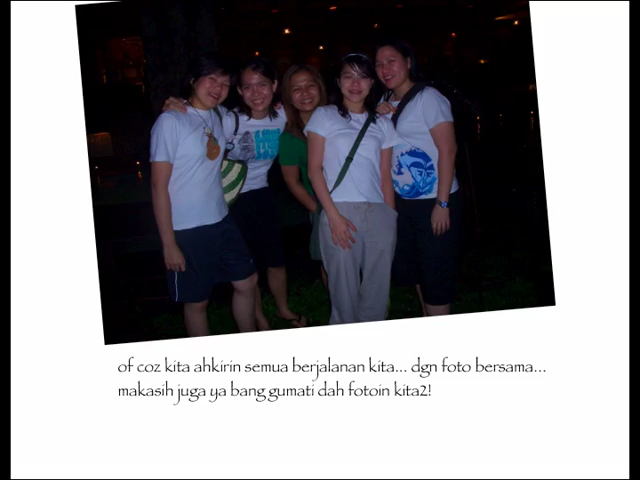 of coz kita ahkirin semua berjalanan kita... dgn foto bersama...
makasih juga ya bang gumati dah fotoin kita2!